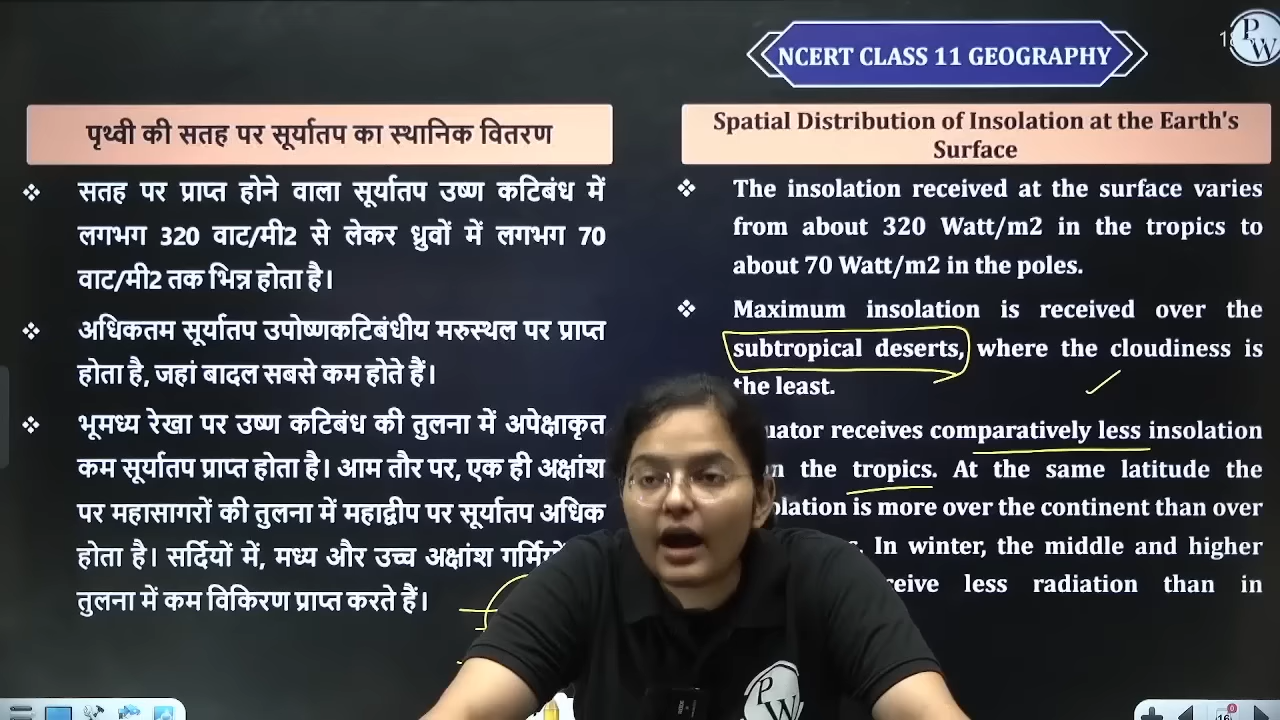 NCERT CLASS 11 GEOGRAPHY
PW
पृथ्वी की सतह पर सूर्यातप का स्थानिक वितरण
❖ सतह पर प्राप्त होने वाला सूर्यातप उष्ण कटिबंध में
लगभग 320 वाट/मी2 से लेकर ध्रुवों में लगभग 70
वाट/मी2 तक भिन्न होता है।
❖ अधिकतम सूर्यातप उपोष्णकटिबंधीय मरुस्थल पर प्राप्त
होता है, जहां बादल सबसे कम होते हैं।
❖ भूमध्य रेखा पर उष्ण कटिबंध की तुलना में अपेक्षाकृत
कम सूर्यातप प्राप्त होता है। आम तौर पर, एक ही अक्षांश
पर महासागरों की तुलना में महाद्वीप पर सूर्यातप अधिक
होता है। सर्दियों में, मध्य और उच्च अक्षांश
तुलना में कम विकिरण प्राप्त करते हैं।
Spatial Distribution of Insolation at the Earth's
Surface
❖ The insolation received at the surface varies
from about 320 Watt/m2 in the tropics to
about 70 Watt/m2 in the poles.
❖ Maximum insolation is received over the
subtropical deserts, where the cloudiness is
the least.
receives comparatively less insolation
the tropics. At the same latitude the
is more over the continent than over
In winter, the middle and higher
less radiation than in
PW
16